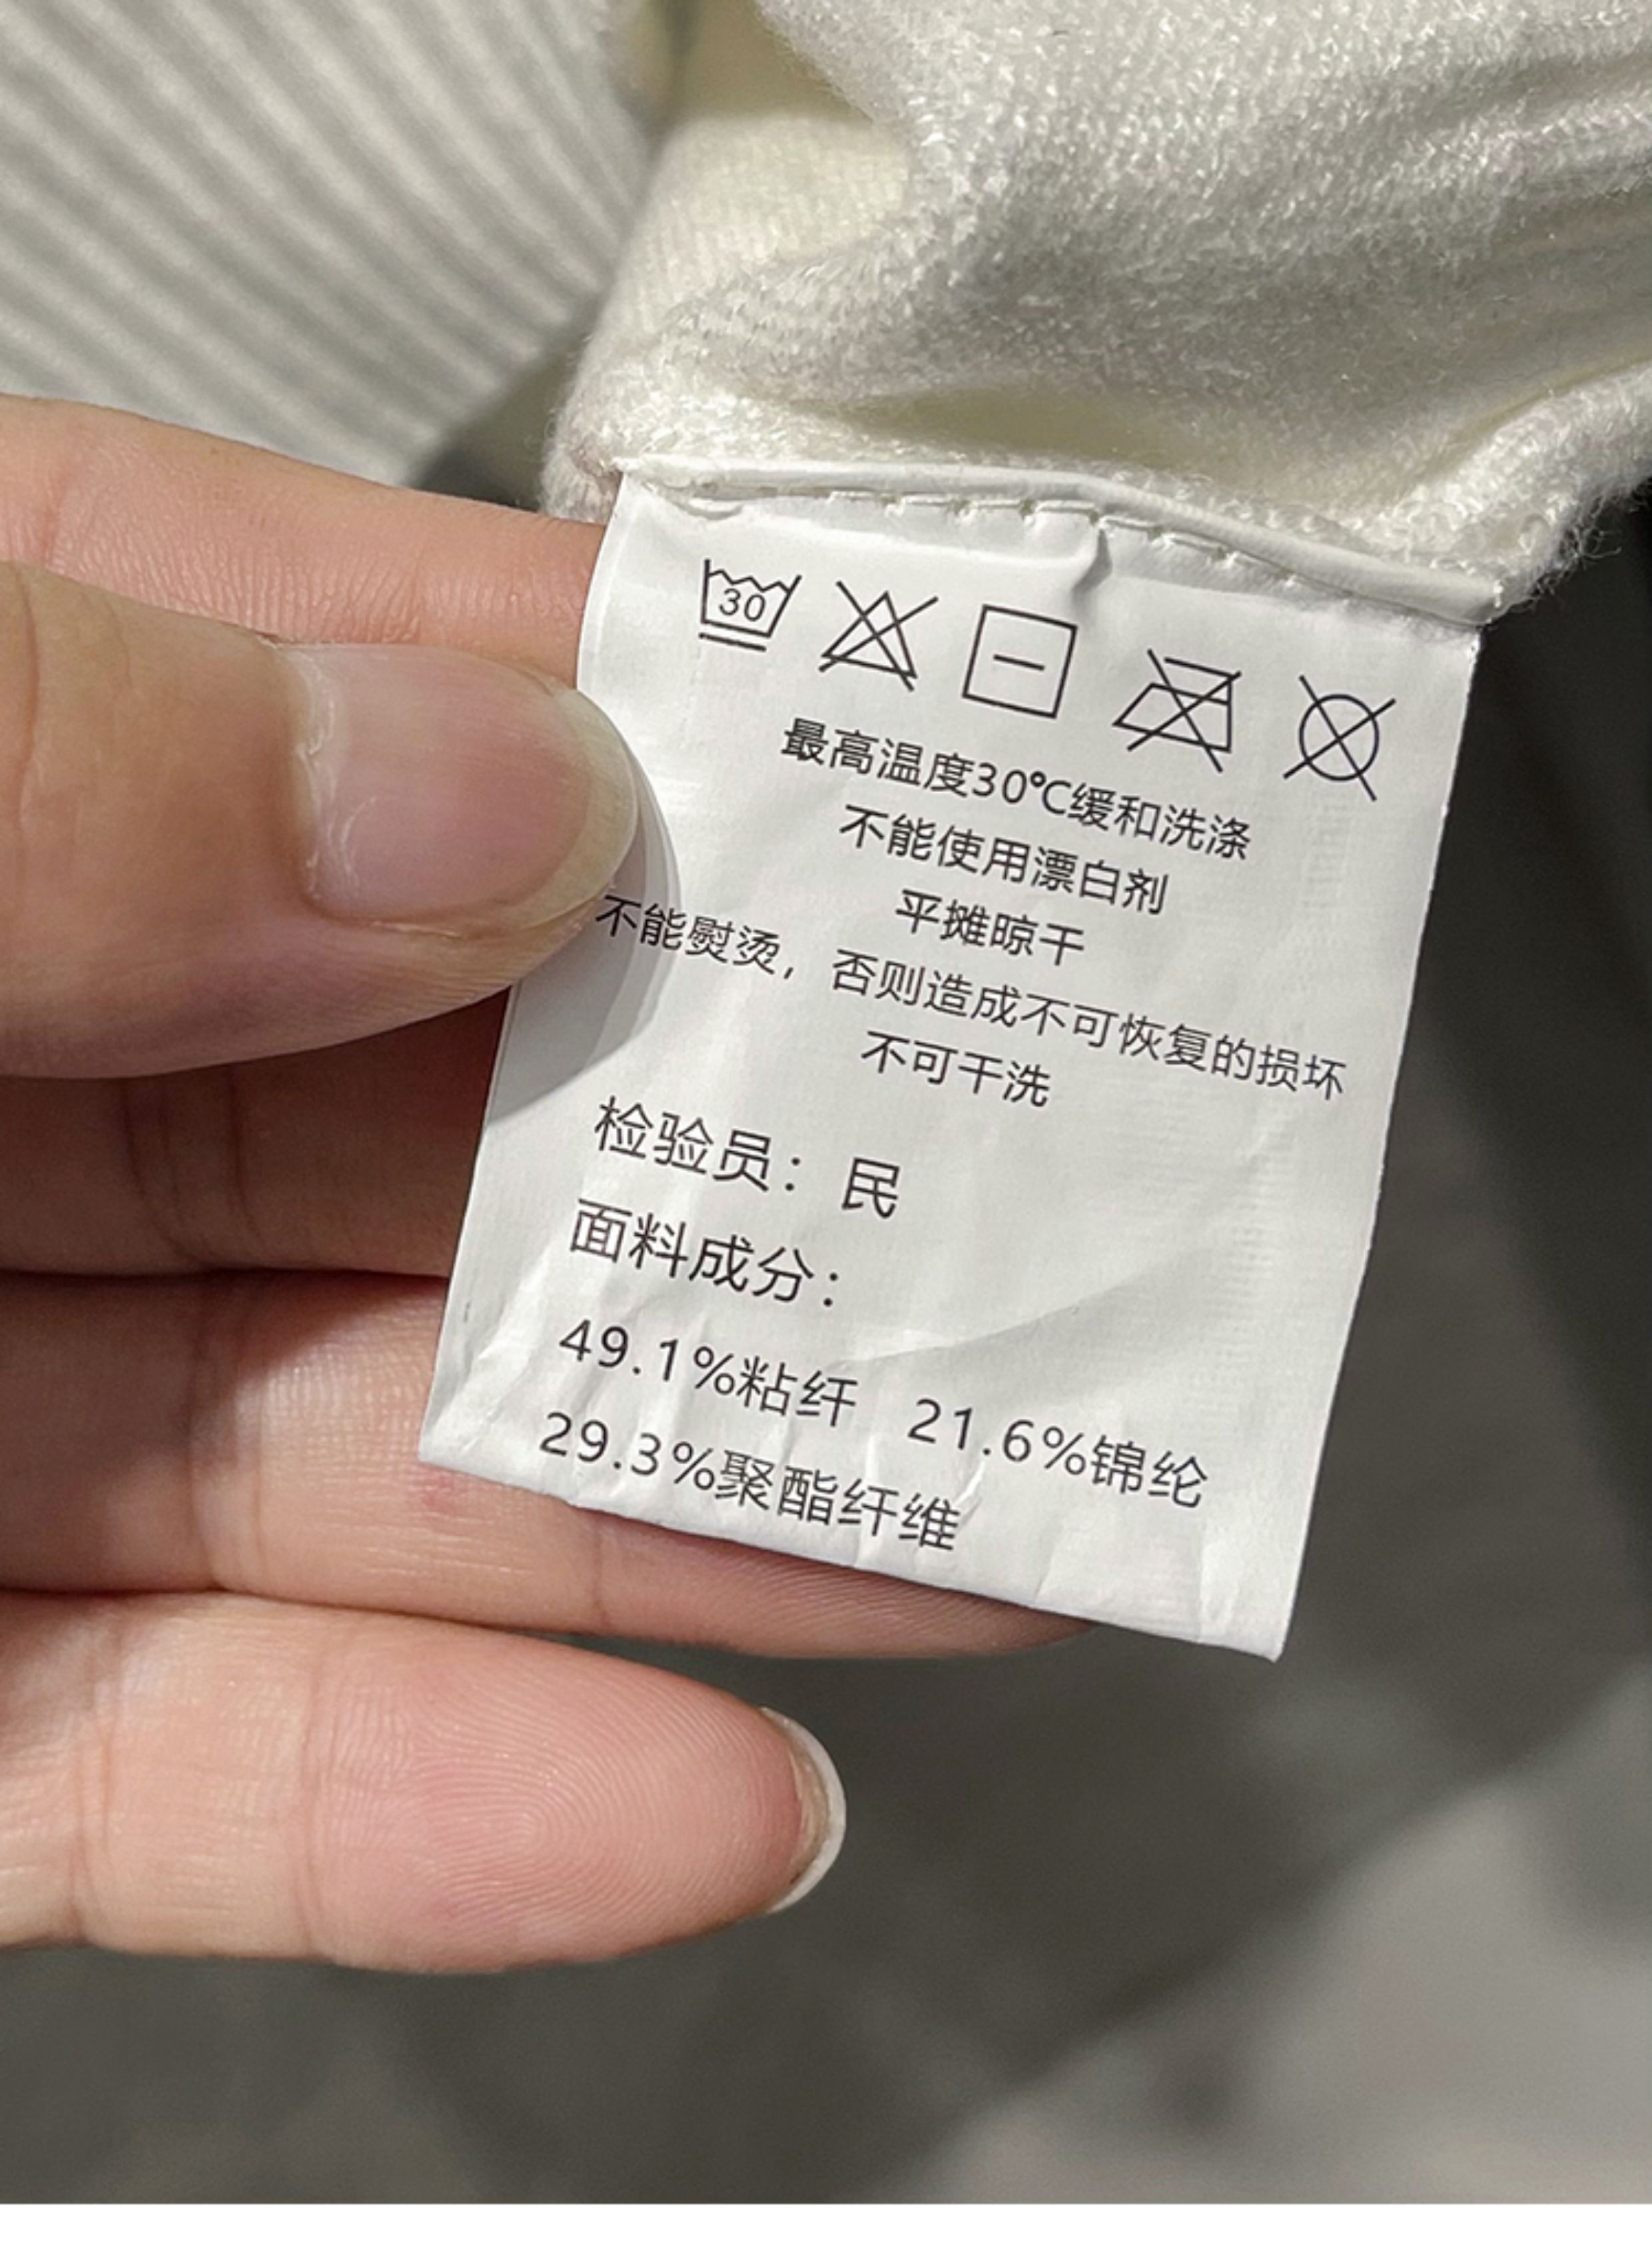 30
最高温度30℃缓和洗涤
不能使用漂白剂
平摊晾干
不能熨烫，否则造成不可恢复的损坏
不可干洗
检验员：民
面料成分：
49.1%粘纤 21.6%锦纶
29.3%聚酯纤维